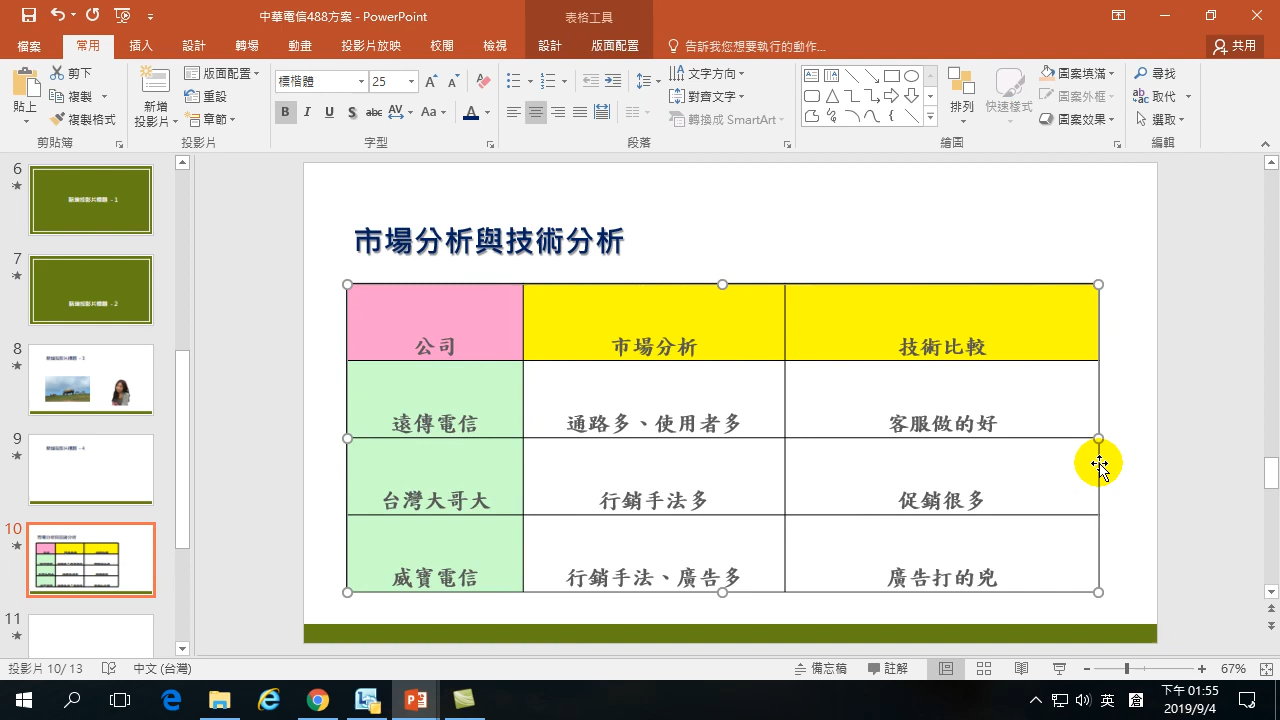 中華電信488方案 - PowerPoint
表格工具
檔案 常用 插入 設計 轉場 動畫 投影片放映 校閱 檢視 設計 版面配置 告訴我您想要執行的動作... 共用
貼上
剪下
複製
複製格式
剪貼簿
新增
投影片
版面配置
重設
章節
投影片
標楷體 25
B I U S abc AV Aa A
字型
文字方向
對齊文字
轉換成 SmartArt
段落
排列
快速樣式
圖案填滿
圖案外框
圖案效果
繪圖
尋找
取代
選取
編輯
6
7
8
9
10
11
市場分析與技術分析
公司 市場分析 技術比較
遠傳電信 通路多、使用者多 客服做的好
台灣大哥大 行銷手法多 促銷很多
威寶電信 行銷手法、廣告多 廣告打的兇
投影片 10/ 13 中文 (台灣) 備忘稿 註解 67%
英
下午 01:55
2019/9/4